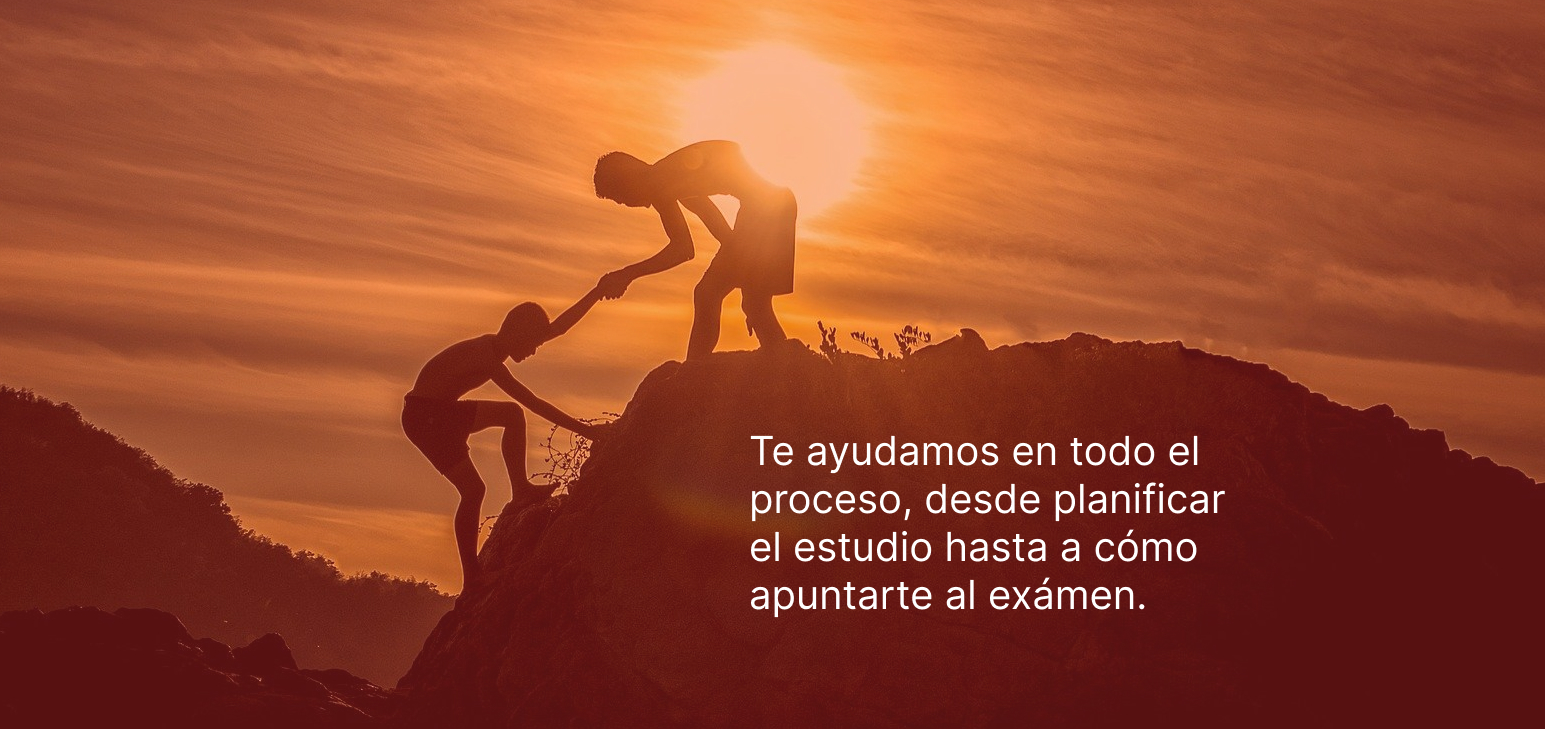 Te ayudamos en todo el
proceso, desde planificar
el estudio hasta a cómo
apuntarte al exámen.